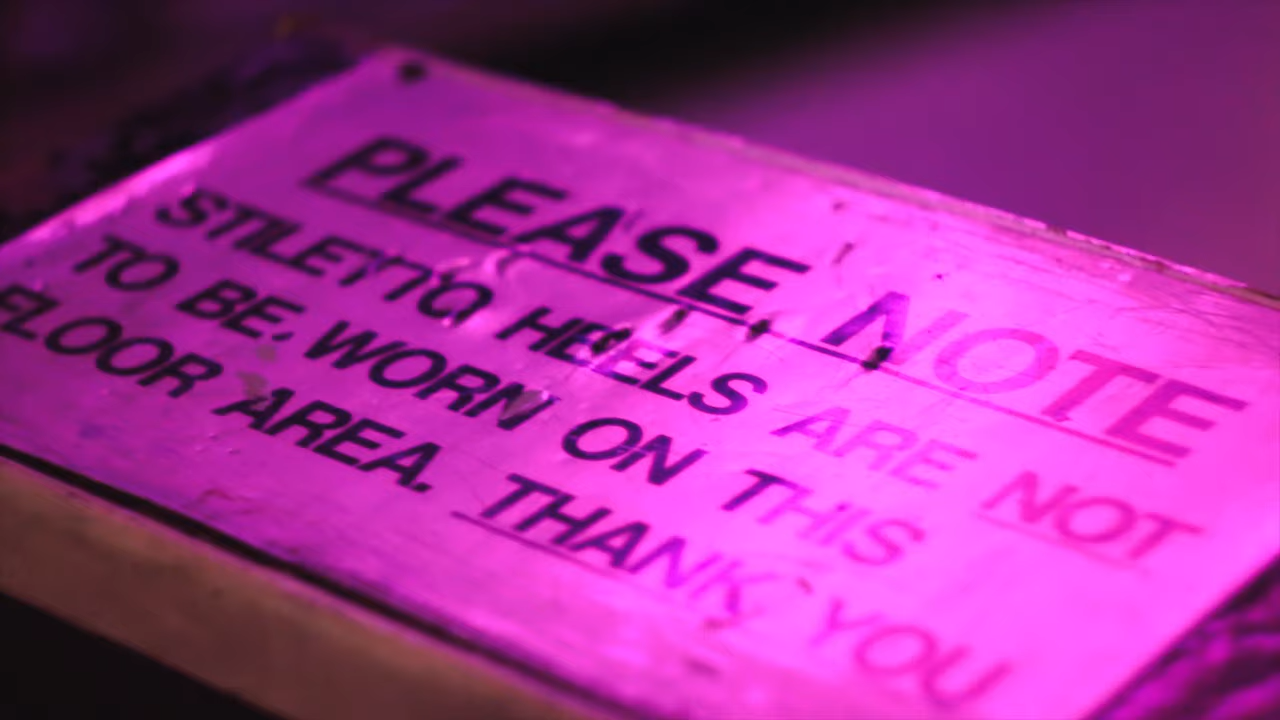 PLEASE NOTE
STILETTO HEELS ARE NOT
TO BE. WORN ON THIS
FLOOR AREA. THANK YOU